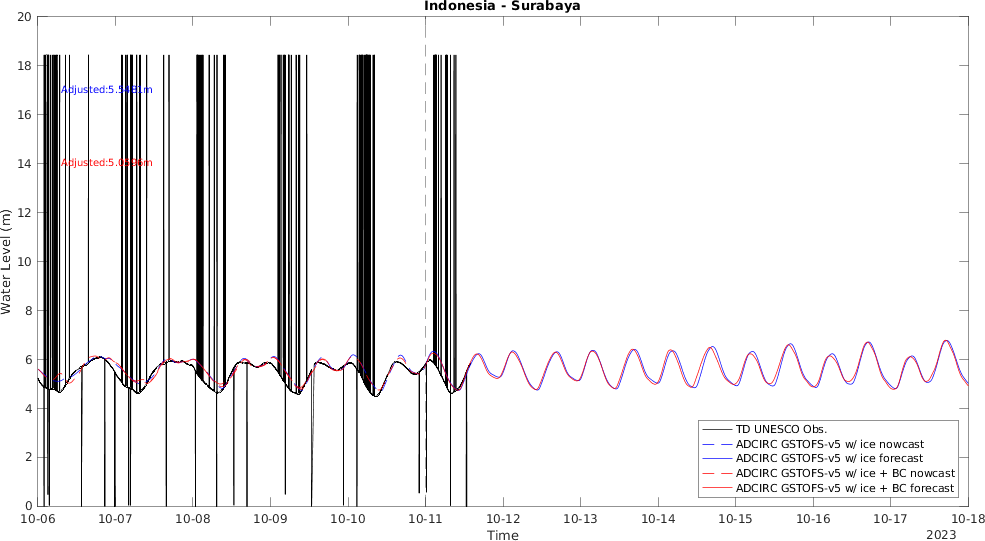 Indonesia - Surabaya
20
18
16
14
12
10
8
6
4
2
0
Water Level (m)
Adjusted:
Adjusted:
TD UNESCO Obs.
ADCIRC GSTOFS-v5 w/ ice nowcast
ADCIRC GSTOFS-v5 w/ ice forecast
ADCIRC GSTOFS-v5 w/ ice + BC nowcast
ADCIRC GSTOFS-v5 w/ ice + BC forecast
10-06 10-07 10-08 10-09 10-10 10-11 10-12 10-13 10-14 10-15 10-16 10-17 10-18
Time
2023